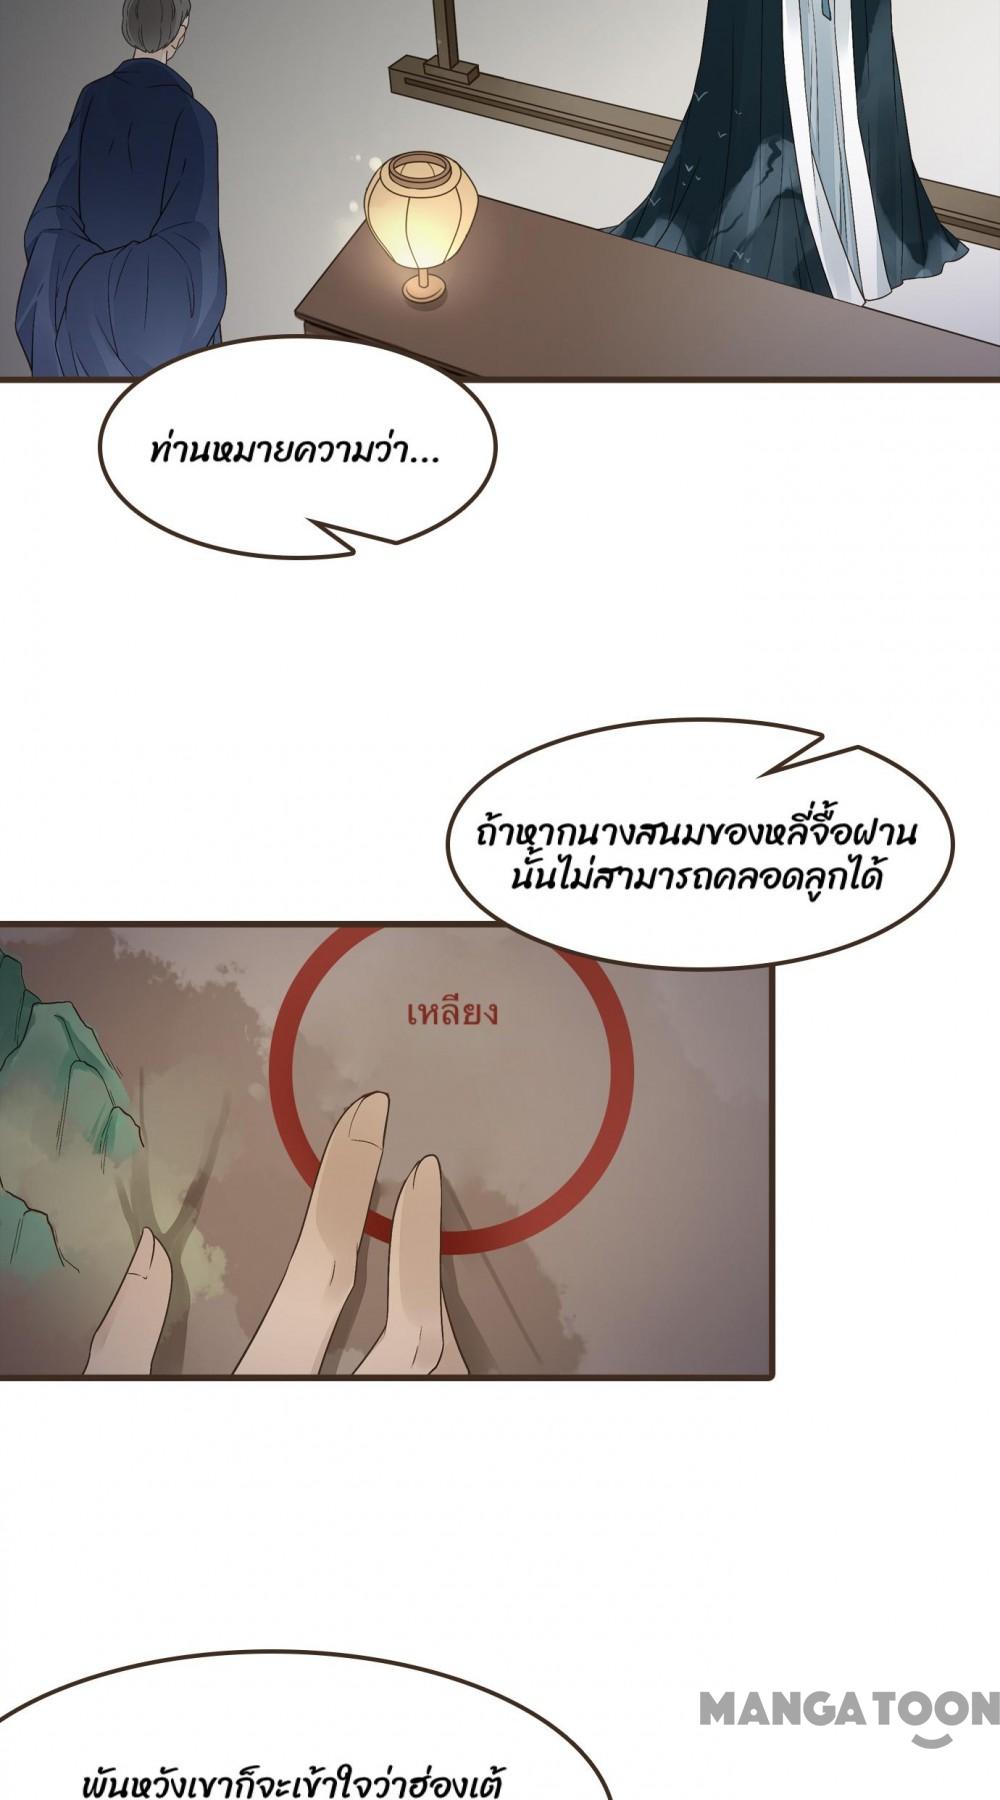 ท่านหมายความว่า...
ถ้าหากนางสนมของหลี่จื้อฝาน
นั้นไม่สามารถคลอดลูกได้
เหลียง
MANGATOON
พันหวังเขาก็จะเข้าใจว่าฮ่องเต้